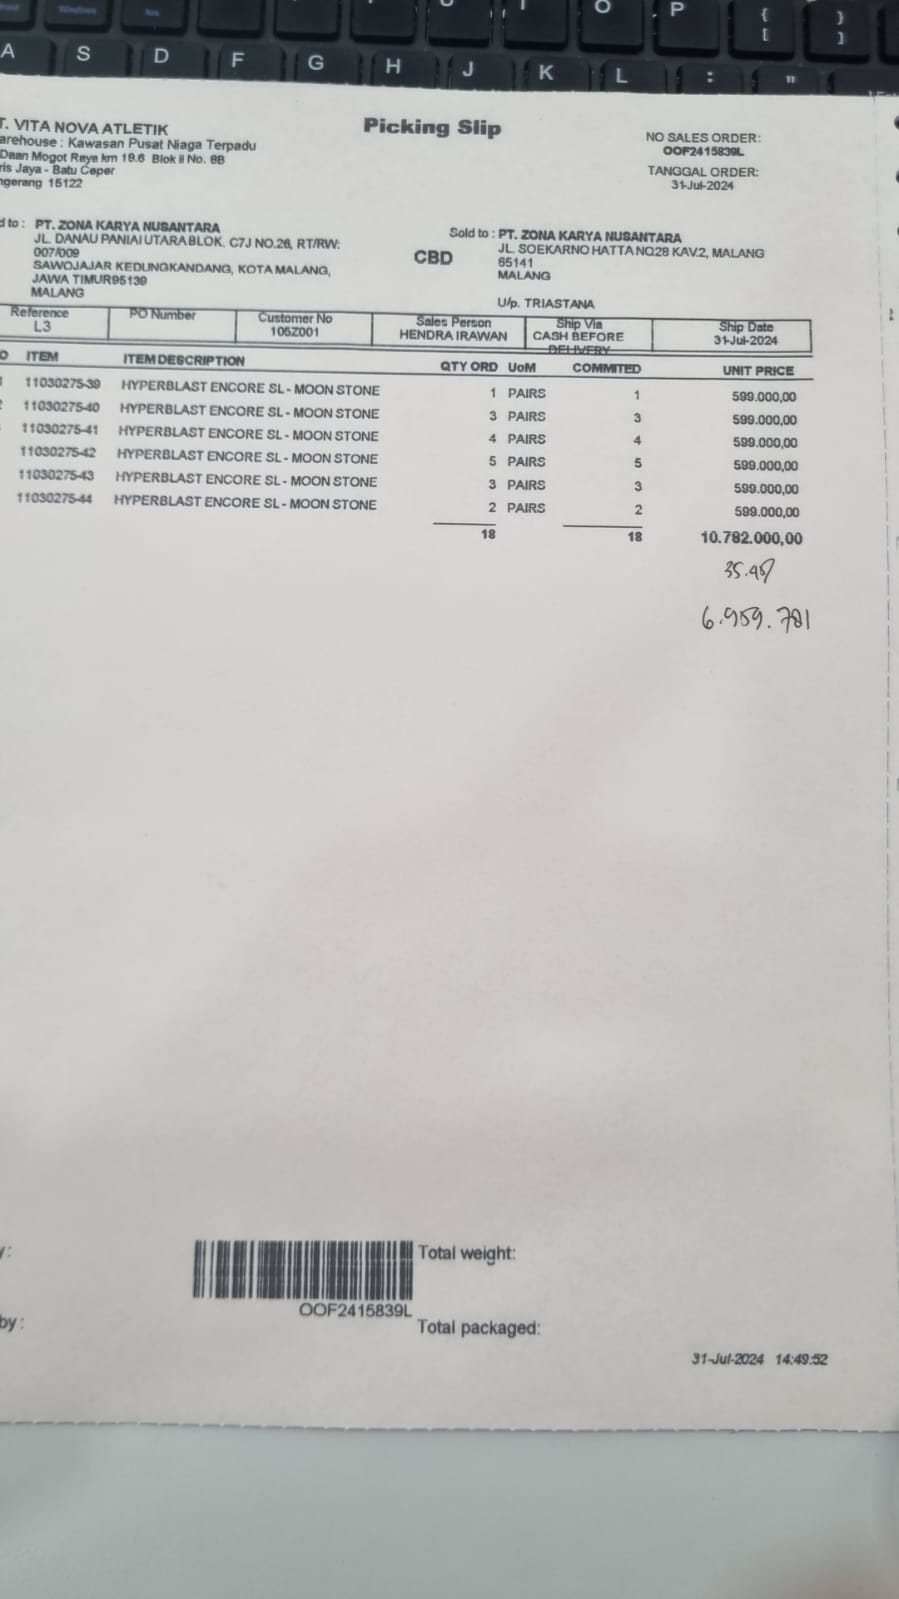 Windows
A S D F G H J K L : "
O P { [ } ]
T. VITA NOVA ATLETIK
arehouse : Kawasan Pusat Niaga Terpadu
Daan Mogot Raya km 19.6 Blok ii No. 8B
ris Jaya - Batu Ceper
ngerang 15122
Picking Slip
NO SALES ORDER:
OOF2415839L
TANGGAL ORDER:
31-Jul-2024
d to : PT. ZONA KARYA NUSANTARA
JL. DANAU PANIAI UTARA BLOK. C7J NO.26, RT/RW:
007/009
SAWOJAJAR KEDUNGKANDANG, KOTA MALANG,
JAWA TIMUR95139
MALANG
CBD
Sold to : PT. ZONA KARYA NUSANTARA
JL. SOEKARNO HATTA NO28 KAV.2, MALANG
65141
MALANG
U/p. TRIASTANA
Reference PO Number Customer No Sales Person Ship Via Ship Date
L3 105Z001 HENDRA IRAWAN CASH BEFORE DELIVERY 31-Jul-2024
O ITEM ITEM DESCRIPTION QTY ORD UoM COMMITED UNIT PRICE
11030275-39 HYPERBLAST ENCORE SL - MOON STONE 1 PAIRS 1 599.000,00
11030275-40 HYPERBLAST ENCORE SL - MOON STONE 3 PAIRS 3 599.000,00
11030275-41 HYPERBLAST ENCORE SL - MOON STONE 4 PAIRS 4 599.000,00
11030275-42 HYPERBLAST ENCORE SL - MOON STONE 5 PAIRS 5 599.000,00
11030275-43 HYPERBLAST ENCORE SL - MOON STONE 3 PAIRS 3 599.000,00
11030275-44 HYPERBLAST ENCORE SL - MOON STONE 2 PAIRS 2 599.000,00
18 18 10.782.000,00
6.959.781
y :
OOF2415839L
Total weight:
by :
Total packaged:
31-Jul-2024 14:49:52